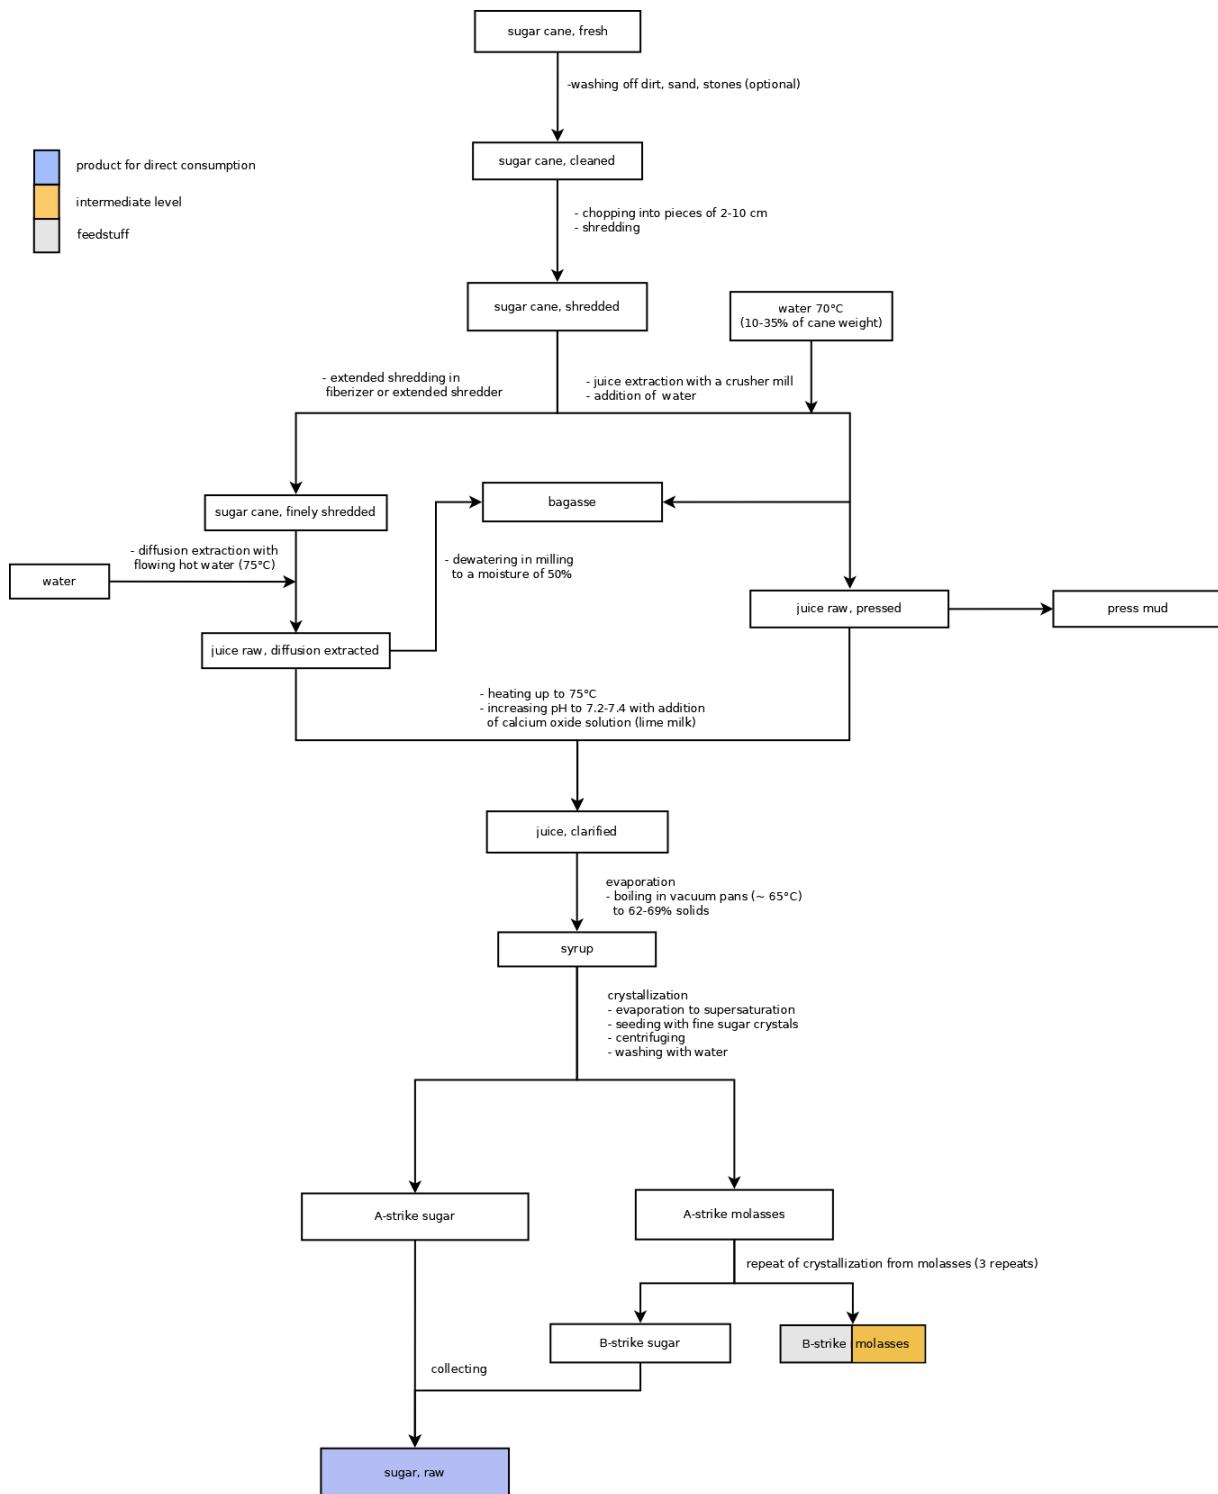 sugar cane, fresh
-washing off dirt, sand, stones (optional)
sugar cane, cleaned
product for direct consumption
intermediate level
feedstuff
- chopping into pieces of 2-10 cm
- shredding
sugar cane, shredded
water 70°C
(10-35% of cane weight)
- extended shredding in
fiberizer or extended shredder
- juice extraction with a crusher mill
- addition of water
sugar cane, finely shredded
bagasse
- diffusion extraction with
flowing hot water (75°C)
water
- dewatering in milling
to a moisture of 50%
juice raw, pressed
press mud
juice raw, diffusion extracted
- heating up to 75°C
- increasing pH to 7.2-7.4 with addition
of calcium oxide solution (lime milk)
juice, clarified
evaporation
- boiling in vacuum pans (~ 65°C)
to 62-69% solids
syrup
crystallization
- evaporation to supersaturation
- seeding with fine sugar crystals
- centrifuging
- washing with water
A-strike sugar
A-strike molasses
repeat of crystallization from molasses (3 repeats)
B-strike sugar
B-strike molasses
collecting
sugar, raw